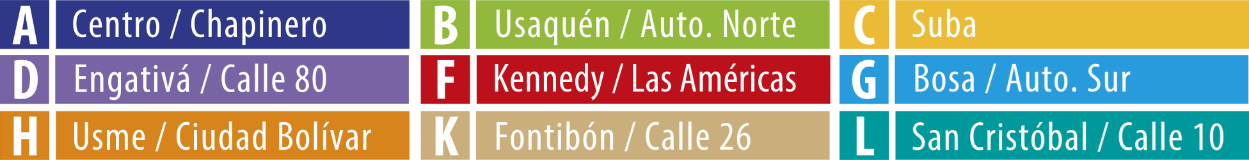 A Centro / Chapinero
B Usaquén / Auto. Norte
C Suba
D Engativá / Calle 80
F Kennedy / Las Américas
G Bosa / Auto. Sur
H Usme / Ciudad Bolívar
K Fontibón / Calle 26
L San Cristóbal / Calle 10